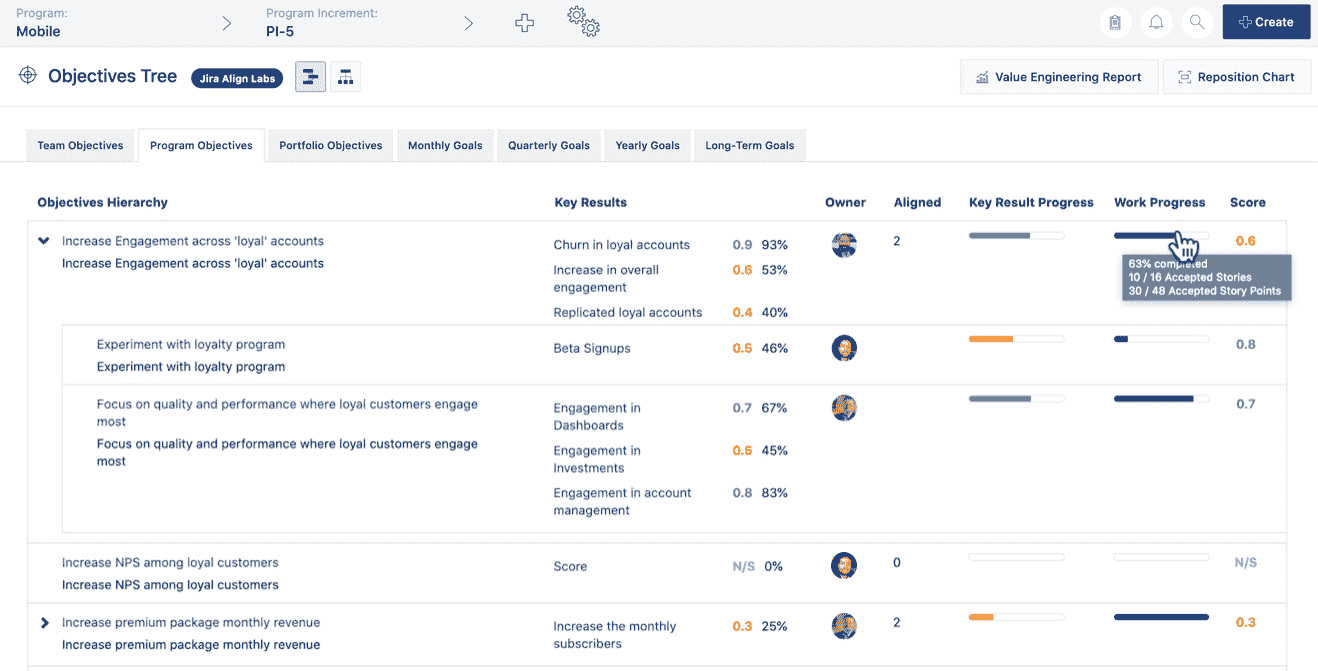 Program:
Mobile
Program Increment:
PI-5
Create
Objectives Tree
Jira Align Labs
Value Engineering Report
Reposition Chart
Team Objectives
Program Objectives
Portfolio Objectives
Monthly Goals
Quarterly Goals
Yearly Goals
Long-Term Goals
Objectives Hierarchy
Key Results
Owner
Aligned
Key Result Progress
Work Progress
Score
Increase Engagement across 'loyal' accounts
Increase Engagement across 'loyal' accounts
Churn in loyal accounts
0.9 93%
Increase in overall
engagement
0.6 53%
Replicated loyal accounts
0.4 40%
2
0.6
63% completed
10 / 16 Accepted Stories
30 / 48 Accepted Story Points
Experiment with loyalty program
Experiment with loyalty program
Beta Signups
0.5 46%
0.8
Focus on quality and performance where loyal customers engage
most
Focus on quality and performance where loyal customers engage
most
Engagement in
Dashboards
0.7 67%
Engagement in
Investments
0.5 45%
Engagement in account
management
0.8 83%
0.7
Increase NPS among loyal customers
Increase NPS among loyal customers
Score
N/S 0%
0
N/S
Increase premium package monthly revenue
Increase premium package monthly revenue
Increase the monthly
subscribers
0.3 25%
2
0.3